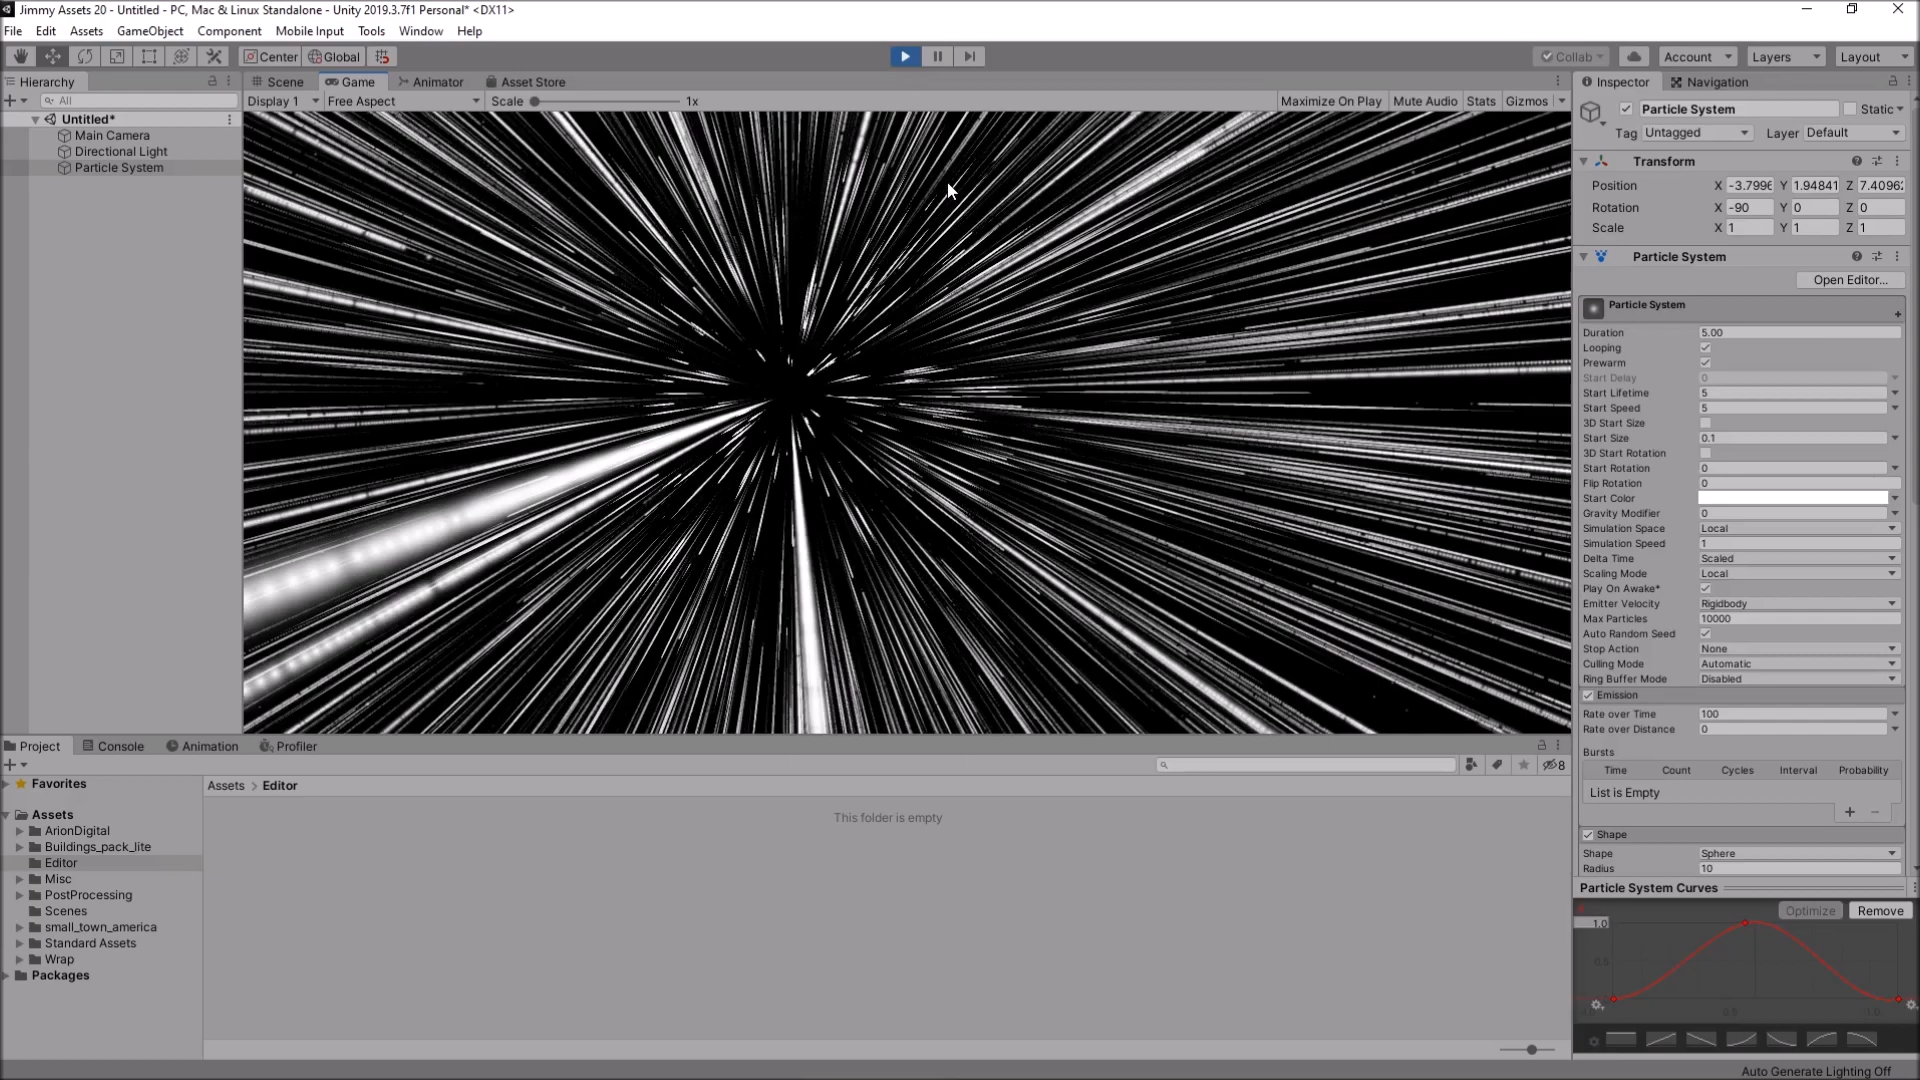 Jimmy Assets 20 - Untitled - PC, Mac & Linux Standalone - Unity 2019.3.7f1 Personal* <DX11>
File Edit Assets GameObject Component Mobile Input Tools Window Help
Center Global Collab Account Layers Layout
Hierarchy
All
Untitled*
Main Camera
Directional Light
Particle System
Scene Game Animator Asset Store
Display 1 Free Aspect Scale 1x Maximize On Play Mute Audio Stats Gizmos
Inspector Navigation
Particle System Static
Tag Untagged Layer Default
Transform
Position X -3.7996 Y 1.94841 Z 7.4096
Rotation X -90 Y 0 Z 0
Scale X 1 Y 1 Z 1
Particle System
Open Editor...
Particle System
Duration 5.00
Looping
Prewarm
Start Delay 0
Start Lifetime 5
Start Speed 5
3D Start Size
Start Size 0.1
3D Start Rotation
Start Rotation 0
Flip Rotation 0
Start Color
Gravity Modifier 0
Simulation Space Local
Simulation Speed 1
Delta Time Scaled
Scaling Mode Local
Play On Awake*
Emitter Velocity Rigidbody
Max Particles 10000
Auto Random Seed
Stop Action None
Culling Mode Automatic
Ring Buffer Mode Disabled
Emission
Rate over Time 100
Rate over Distance 0
Bursts
Time Count Cycles Interval Probability
List is Empty
Shape
Shape Sphere
Radius 10
Particle System Curves
Optimize Remove
1.0
0.5
0.5 1.0
Project Console Animation Profiler
8
Favorites
Assets
ArionDigital
Buildings_pack_lite
Editor
Misc
PostProcessing
Scenes
small_town_america
Standard Assets
Wrap
Packages
Assets > Editor
This folder is empty
Auto Generate Lighting Off